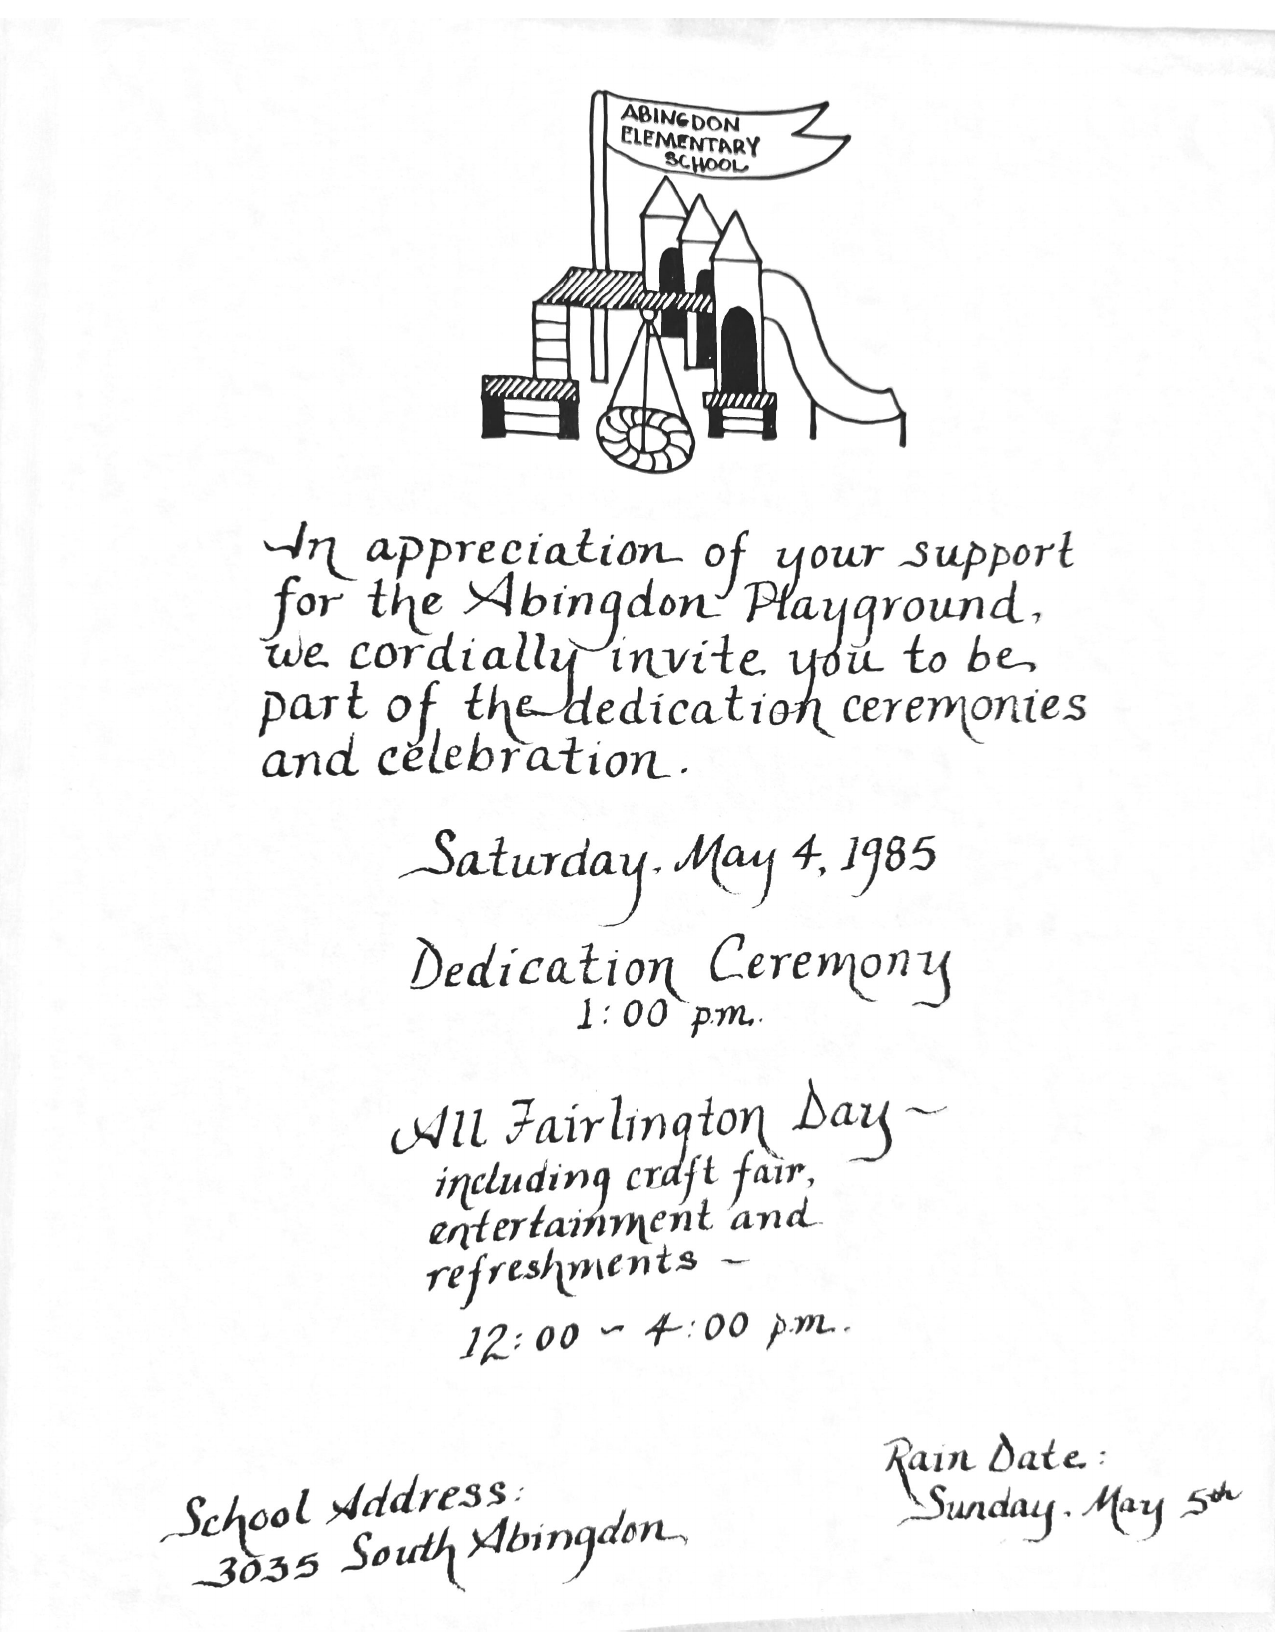 ABINGDON
ELEMENTARY
SCHOOL
In appreciation of your support
for the Abingdon Playground,
we cordially invite you to be
part of the dedication ceremonies
and celebration.
Saturday, May 4, 1985
Dedication Ceremony
1:00 p.m.
All Fairlington Day ~
including craft fair,
entertainment and
refreshments ~
12:00 ~ 4:00 p.m.
Rain Date:
Sunday, May 5th
School Address:
3035 South Abingdon